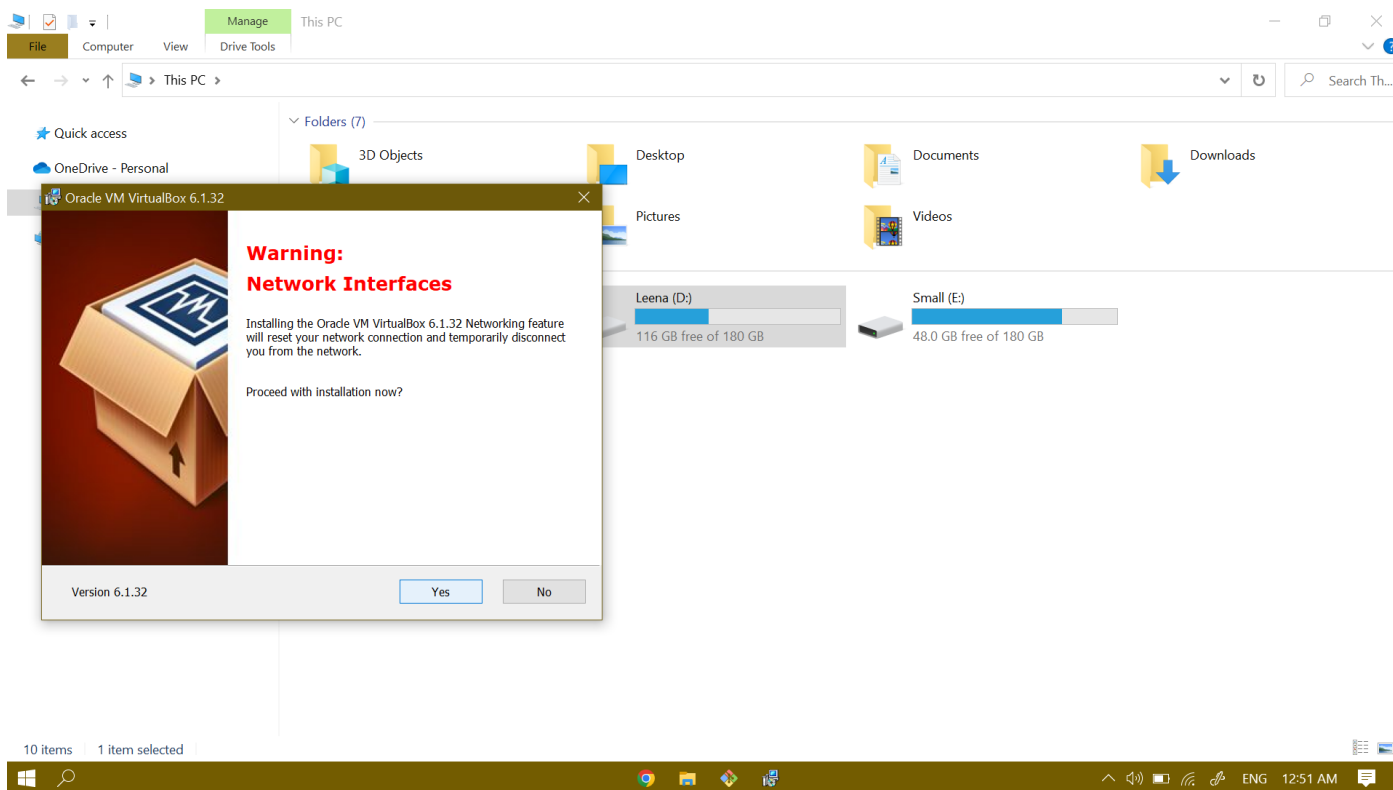 Manage
This PC
File
Computer
View
Drive Tools
This PC
Search Th...
Quick access
OneDrive - Personal
Folders (7)
3D Objects
Desktop
Documents
Downloads
Pictures
Videos
Leena (D:)
116 GB free of 180 GB
Small (E:)
48.0 GB free of 180 GB
Oracle VM VirtualBox 6.1.32
Warning:
Network Interfaces
Installing the Oracle VM VirtualBox 6.1.32 Networking feature
will reset your network connection and temporarily disconnect
you from the network.
Proceed with installation now?
Version 6.1.32
Yes
No
10 items
1 item selected
ENG
12:51 AM